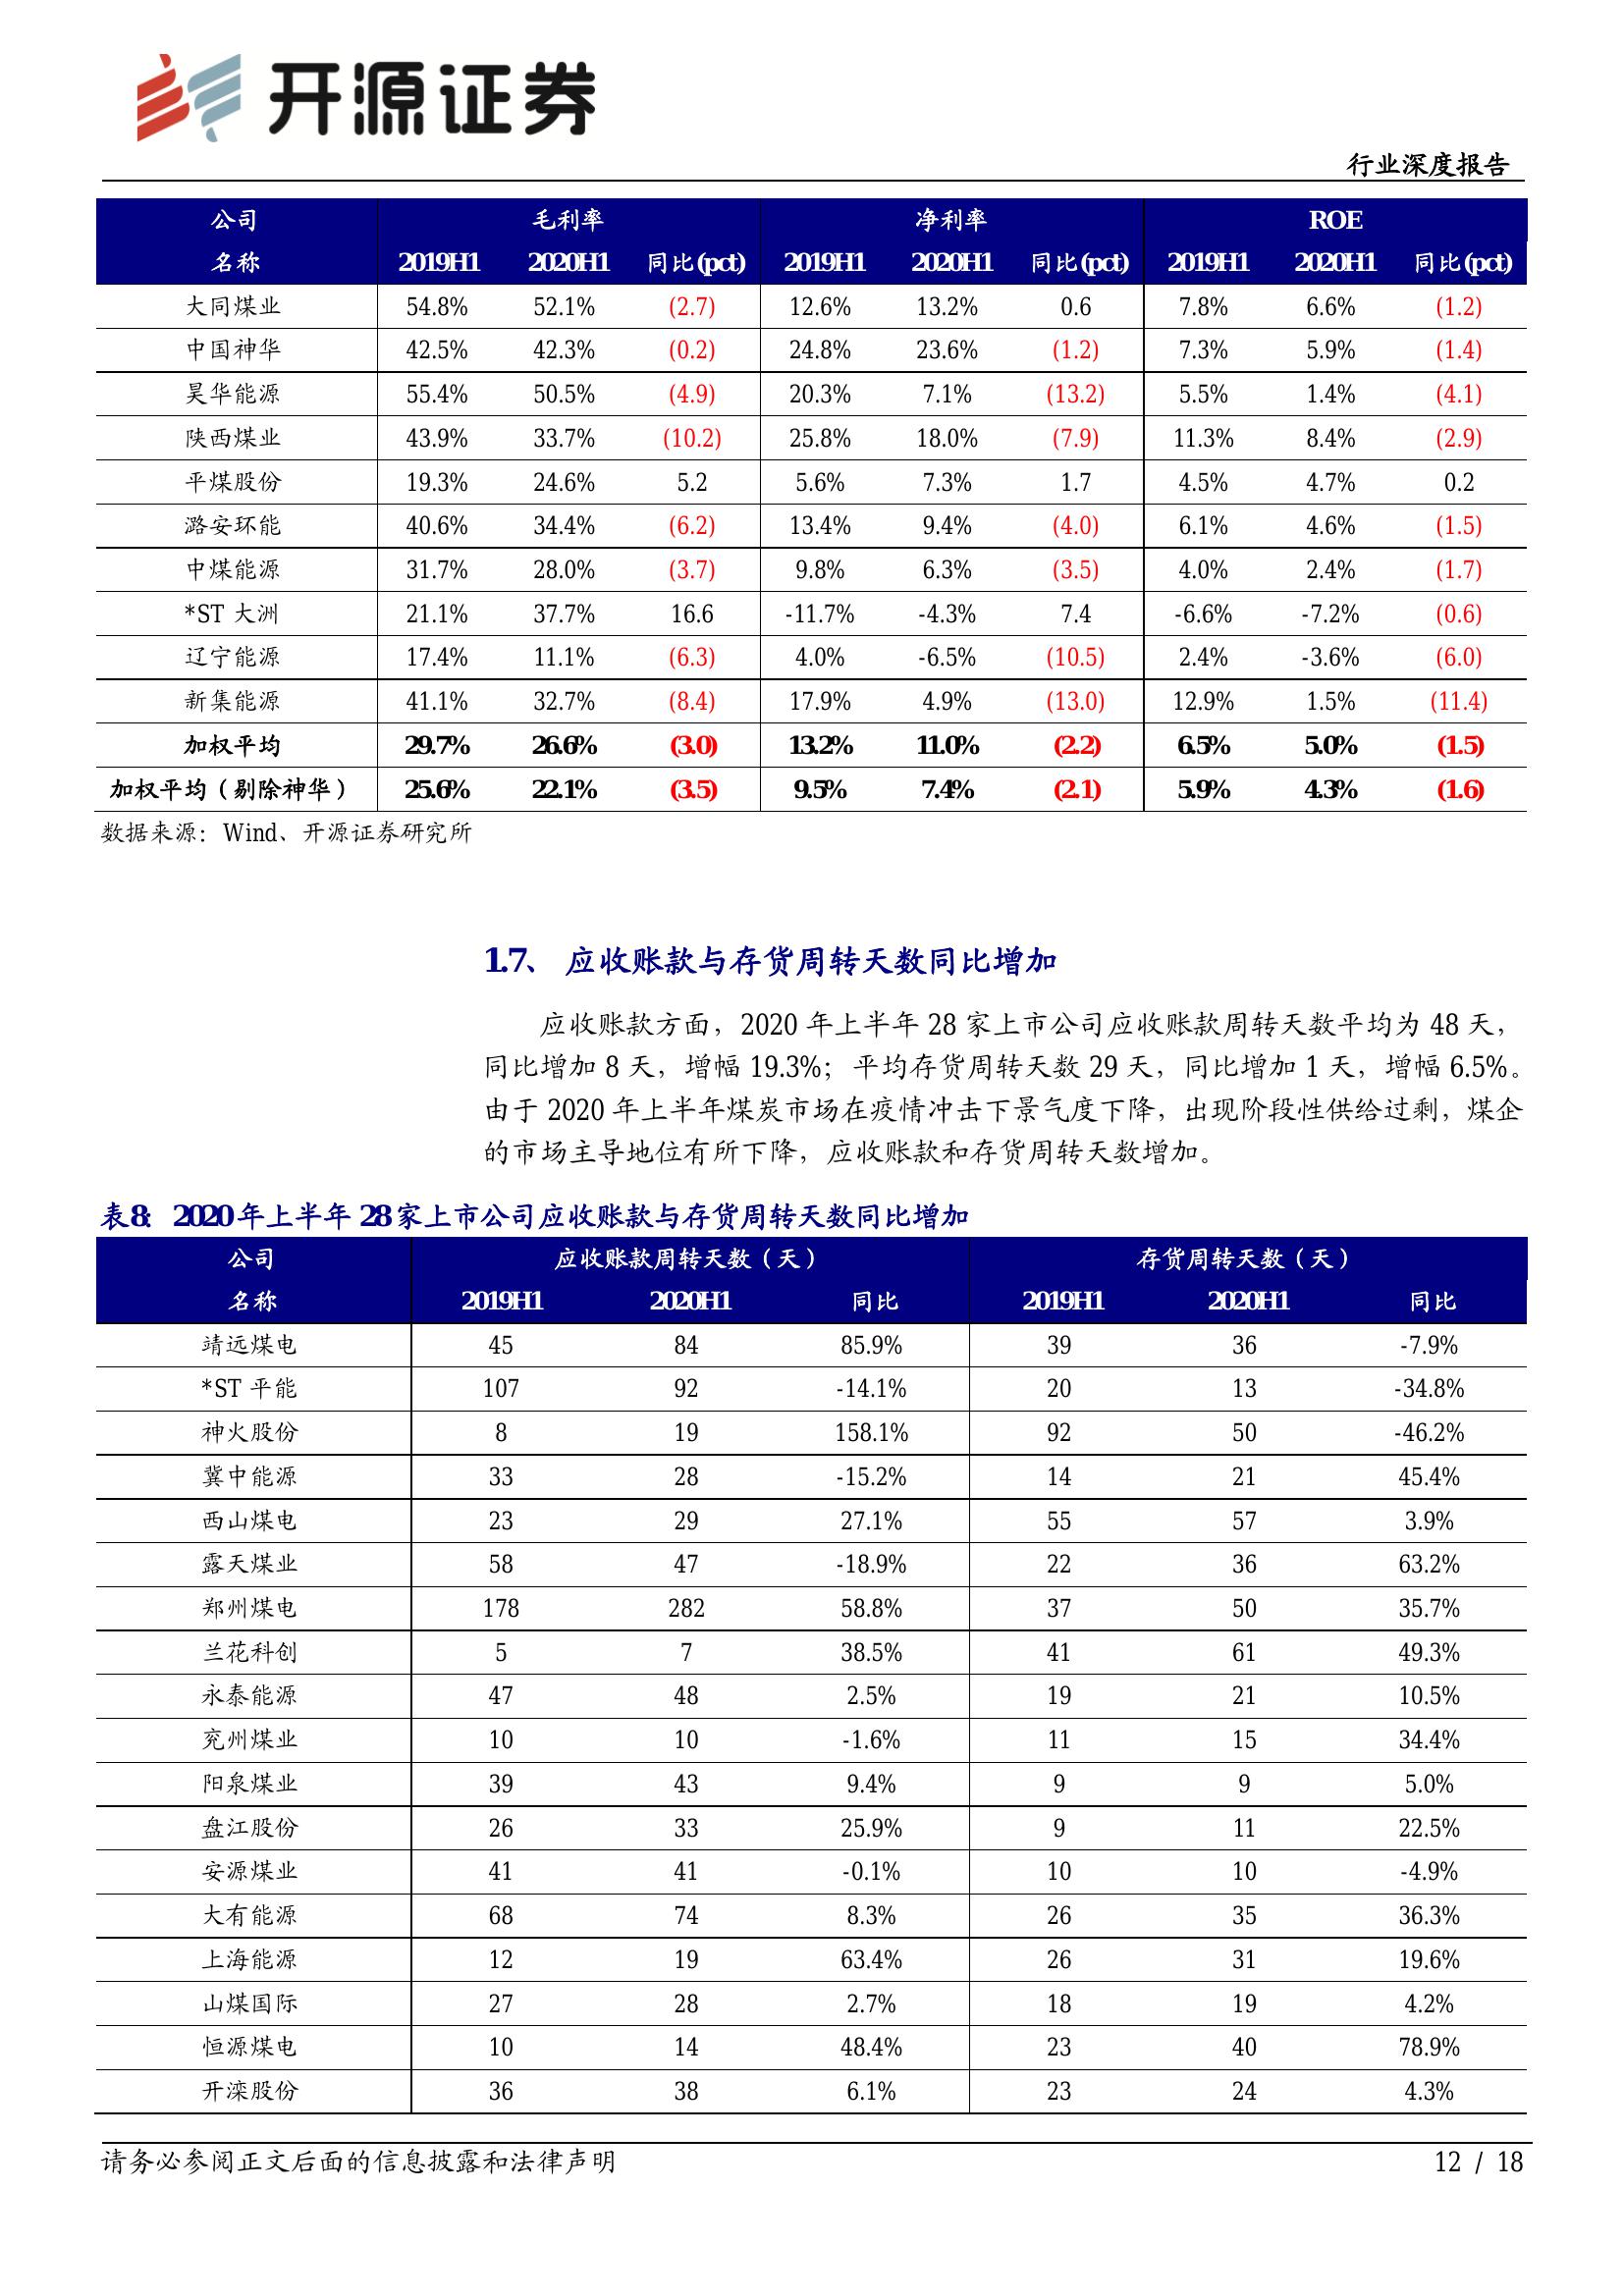 开源证券
行业深度报告
公司 毛利率 净利率 ROE
名称 2019H1 2020H1 同比(pct) 2019H1 2020H1 同比(pct) 2019H1 2020H1 同比(pct)
大同煤业 54.8% 52.1% (2.7) 12.6% 13.2% 0.6 7.8% 6.6% (1.2)
中国神华 42.5% 42.3% (0.2) 24.8% 23.6% (1.2) 7.3% 5.9% (1.4)
昊华能源 55.4% 50.5% (4.9) 20.3% 7.1% (13.2) 5.5% 1.4% (4.1)
陕西煤业 43.9% 33.7% (10.2) 25.8% 18.0% (7.9) 11.3% 8.4% (2.9)
平煤股份 19.3% 24.6% 5.2 5.6% 7.3% 1.7 4.5% 4.7% 0.2
潞安环能 40.6% 34.4% (6.2) 13.4% 9.4% (4.0) 6.1% 4.6% (1.5)
中煤能源 31.7% 28.0% (3.7) 9.8% 6.3% (3.5) 4.0% 2.4% (1.7)
*ST 大洲 21.1% 37.7% 16.6 -11.7% -4.3% 7.4 -6.6% -7.2% (0.6)
辽宁能源 17.4% 11.1% (6.3) 4.0% -6.5% (10.5) 2.4% -3.6% (6.0)
新集能源 41.1% 32.7% (8.4) 17.9% 4.9% (13.0) 12.9% 1.5% (11.4)
加权平均 29.7% 26.6% (3.0) 13.2% 11.0% (2.2) 6.5% 5.0% (1.5)
加权平均（剔除神华） 25.6% 22.1% (3.5) 9.5% 7.4% (2.1) 5.9% 4.3% (1.6)
数据来源：Wind、开源证券研究所
1.7、 应收账款与存货周转天数同比增加
应收账款方面，2020 年上半年 28 家上市公司应收账款周转天数平均为 48 天，
同比增加 8 天，增幅 19.3%；平均存货周转天数 29 天，同比增加 1 天，增幅 6.5%。
由于 2020 年上半年煤炭市场在疫情冲击下景气度下降，出现阶段性供给过剩，煤企
的市场主导地位有所下降，应收账款和存货周转天数增加。
表8：2020 年上半年 28 家上市公司应收账款与存货周转天数同比增加
公司 应收账款周转天数（天） 存货周转天数（天）
名称 2019H1 2020H1 同比 2019H1 2020H1 同比
靖远煤电 45 84 85.9% 39 36 -7.9%
*ST 平能 107 92 -14.1% 20 13 -34.8%
神火股份 8 19 158.1% 92 50 -46.2%
冀中能源 33 28 -15.2% 14 21 45.4%
西山煤电 23 29 27.1% 55 57 3.9%
露天煤业 58 47 -18.9% 22 36 63.2%
郑州煤电 178 282 58.8% 37 50 35.7%
兰花科创 5 7 38.5% 41 61 49.3%
永泰能源 47 48 2.5% 19 21 10.5%
兖州煤业 10 10 -1.6% 11 15 34.4%
阳泉煤业 39 43 9.4% 9 9 5.0%
盘江股份 26 33 25.9% 9 11 22.5%
安源煤业 41 41 -0.1% 10 10 -4.9%
大有能源 68 74 8.3% 26 35 36.3%
上海能源 12 19 63.4% 26 31 19.6%
山煤国际 27 28 2.7% 18 19 4.2%
恒源煤电 10 14 48.4% 23 40 78.9%
开滦股份 36 38 6.1% 23 24 4.3%
请务必参阅正文后面的信息披露和法律声明 12 / 18